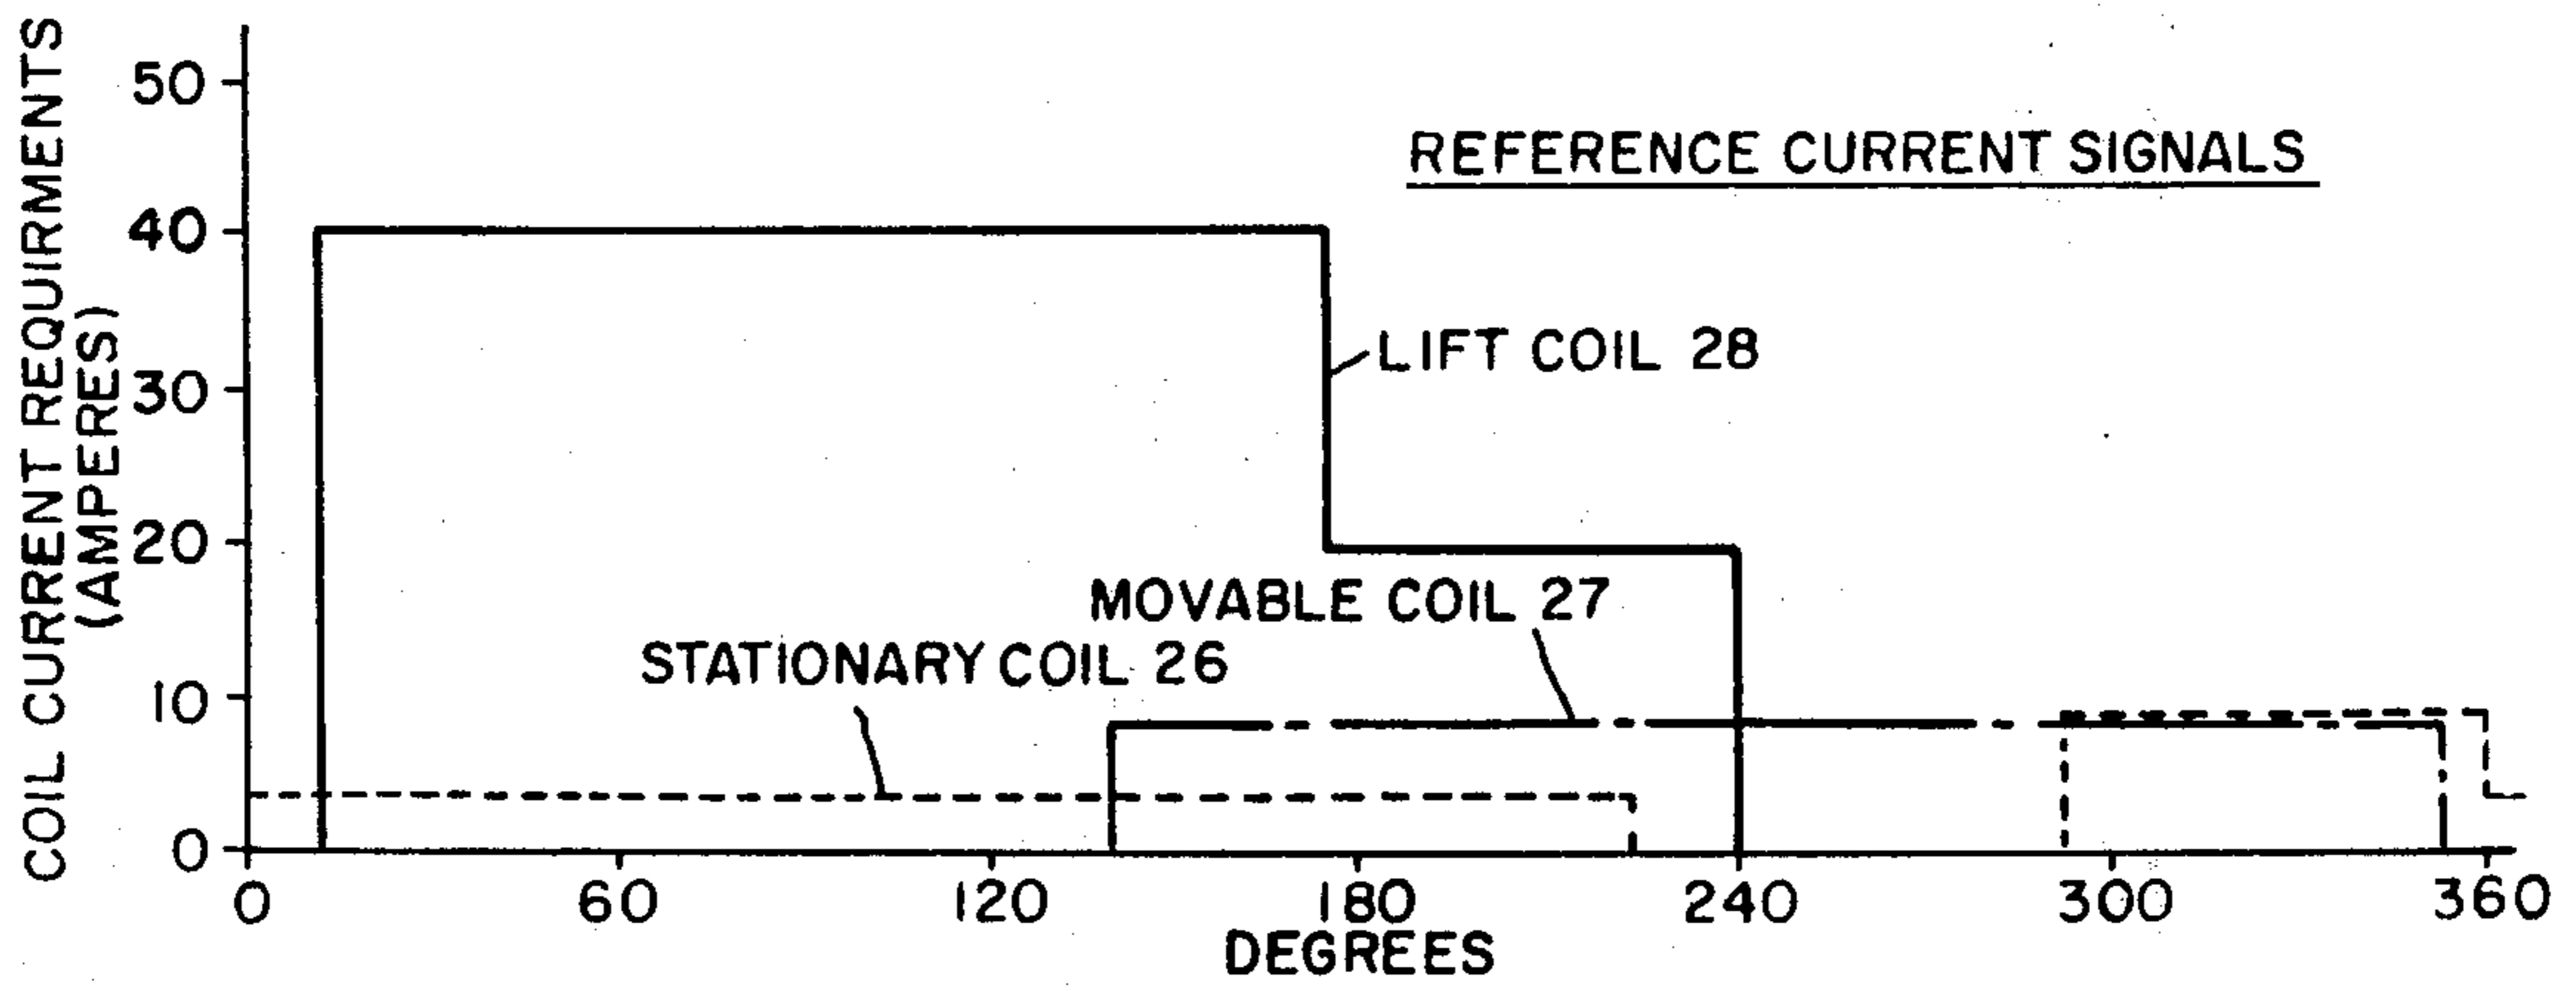 COIL CURRENT REQUIRMENTS
(AMPERES)
50
40
30
20
10
0
REFERENCE CURRENT SIGNALS
LIFT COIL 28
MOVABLE COIL 27
STATIONARY COIL 26
0 60 120 180 240 300 360
DEGREES